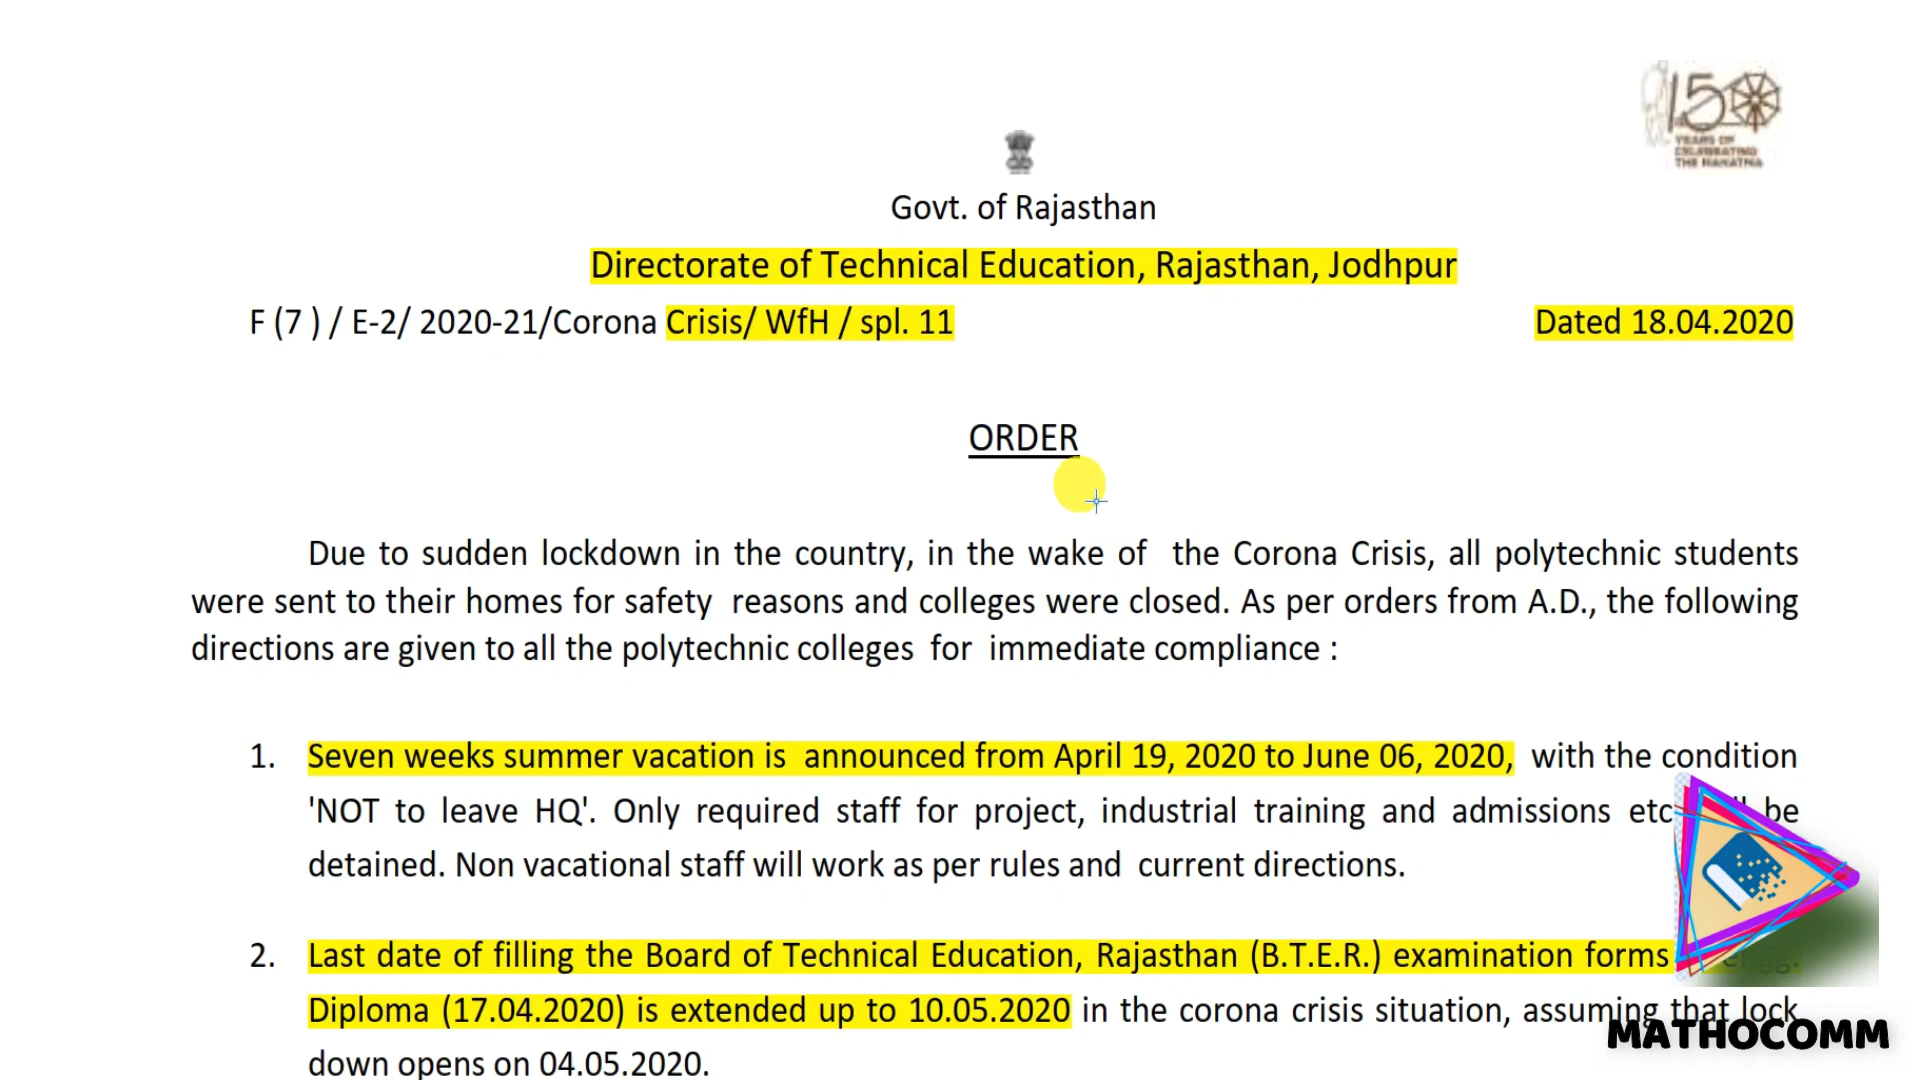 150
YEARS OF
CELEBRATING
THE MAHATMA
Govt. of Rajasthan
Directorate of Technical Education, Rajasthan, Jodhpur
F (7 ) / E-2/ 2020-21/Corona Crisis/ WfH / spl. 11 Dated 18.04.2020
ORDER
Due to sudden lockdown in the country, in the wake of the Corona Crisis, all polytechnic students
were sent to their homes for safety reasons and colleges were closed. As per orders from A.D., the following
directions are given to all the polytechnic colleges for immediate compliance :
1. Seven weeks summer vacation is announced from April 19, 2020 to June 06, 2020, with the condition
'NOT to leave HQ'. Only required staff for project, industrial training and admissions etc be
detained. Non vacational staff will work as per rules and current directions.
2. Last date of filling the Board of Technical Education, Rajasthan (B.T.E.R.) examination forms engg.
Diploma (17.04.2020) is extended up to 10.05.2020 in the corona crisis situation, assuming that lock
down opens on 04.05.2020.
MATHOCOMM